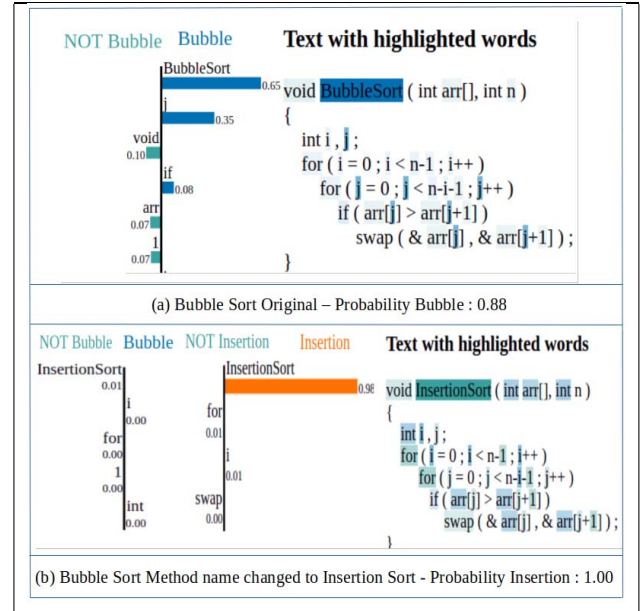 NOT Bubble Bubble Text with highlighted words
BubbleSort
0.65
j
0.35
void
0.10
if
0.08
arr
0.07
1
0.07
void BubbleSort ( int arr[], int n )
{
int i , j ;
for ( i = 0 ; i < n-1 ; i++ )
for ( j = 0 ; j < n-i-1 ; j++ )
if ( arr[j] > arr[j+1] )
swap ( & arr[j] , & arr[j+1] ) ;
}
(a) Bubble Sort Original – Probability Bubble : 0.88
NOT Bubble Bubble NOT Insertion Insertion Text with highlighted words
InsertionSort
0.01
i
0.00
for
0.00
1
0.00
int
0.00
InsertionSort
0.98
for
0.01
i
0.01
swap
0.00
void InsertionSort ( int arr[], int n )
{
int i , j ;
for ( i = 0 ; i < n-1 ; i++ )
for ( j = 0 ; j < n-i-1 ; j++ )
if ( arr[j] > arr[j+1] )
swap ( & arr[j] , & arr[j+1] ) ;
}
(b) Bubble Sort Method name changed to Insertion Sort - Probability Insertion : 1.00